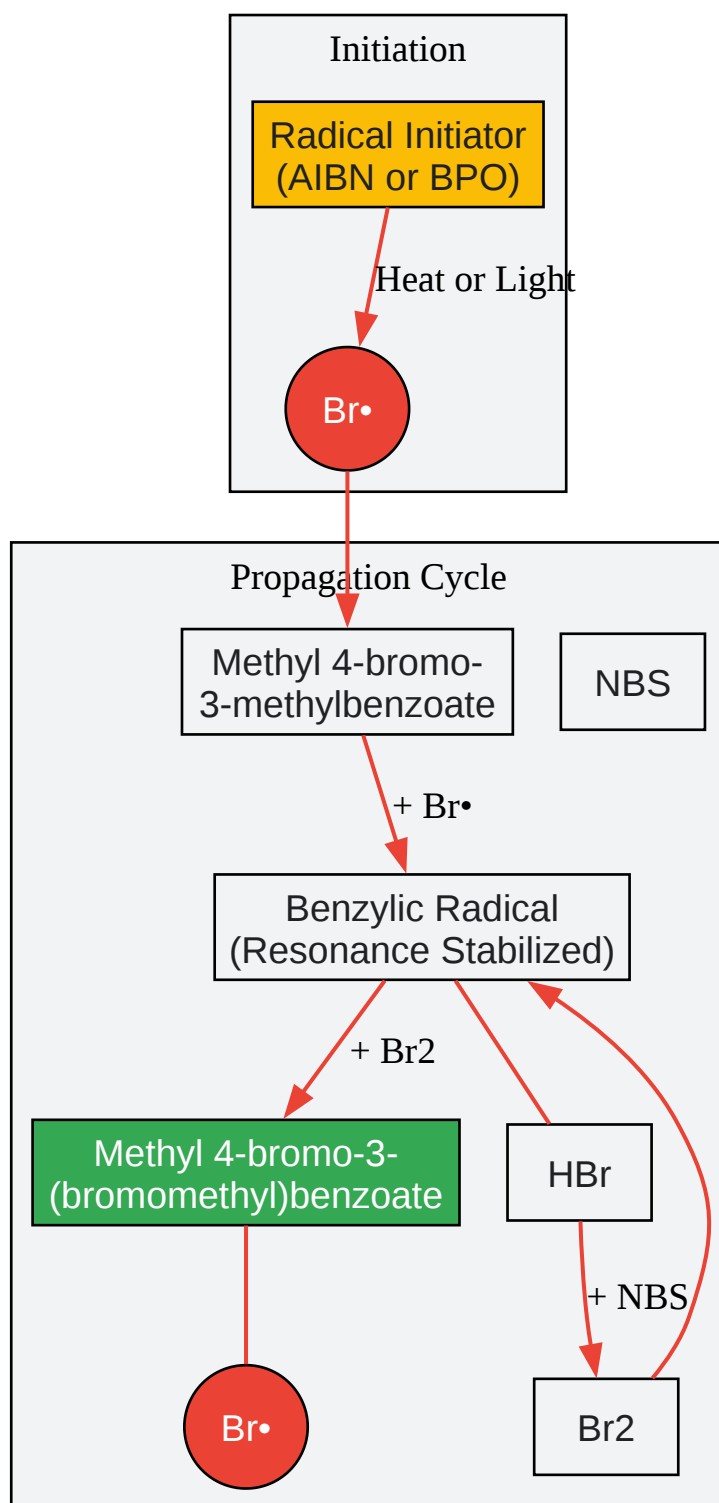 Initiation
Radical Initiator
(AIBN or BPO)
Heat or Light
Br•
Propagation Cycle
Methyl 4-bromo-
3-methylbenzoate
NBS
+ Br•
Benzylic Radical
(Resonance Stabilized)
+ Br2
Methyl 4-bromo-3-
(bromomethyl)benzoate
HBr
+ NBS
Br•
Br2